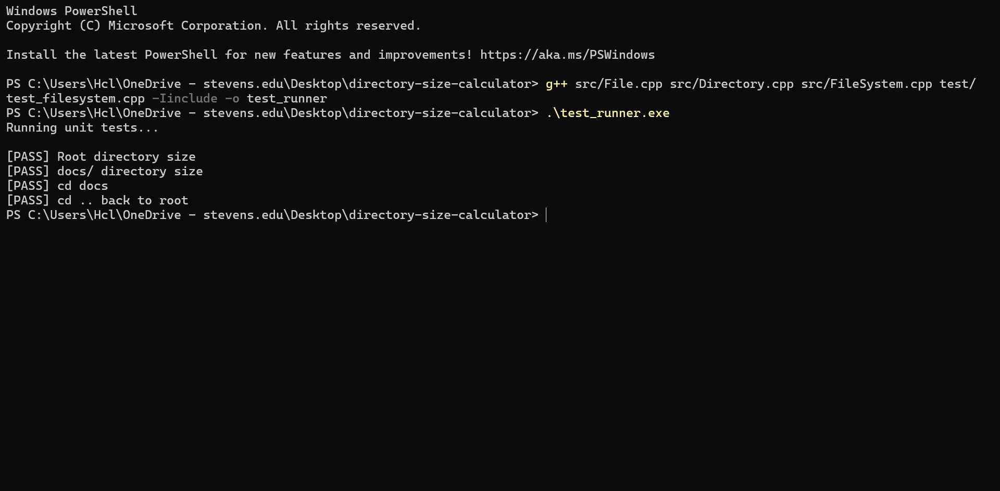 Windows PowerShell
Copyright (C) Microsoft Corporation. All rights reserved.
Install the latest PowerShell for new features and improvements! https://aka.ms/PSWindows
PS C:\Users\Hcl\OneDrive - stevens.edu\Desktop\directory-size-calculator> g++ src/File.cpp src/Directory.cpp src/FileSystem.cpp test/
test_filesystem.cpp -Iinclude -o test_runner
PS C:\Users\Hcl\OneDrive - stevens.edu\Desktop\directory-size-calculator> .\test_runner.exe
Running unit tests...
[PASS] Root directory size
[PASS] docs/ directory size
[PASS] cd docs
[PASS] cd .. back to root
PS C:\Users\Hcl\OneDrive - stevens.edu\Desktop\directory-size-calculator>